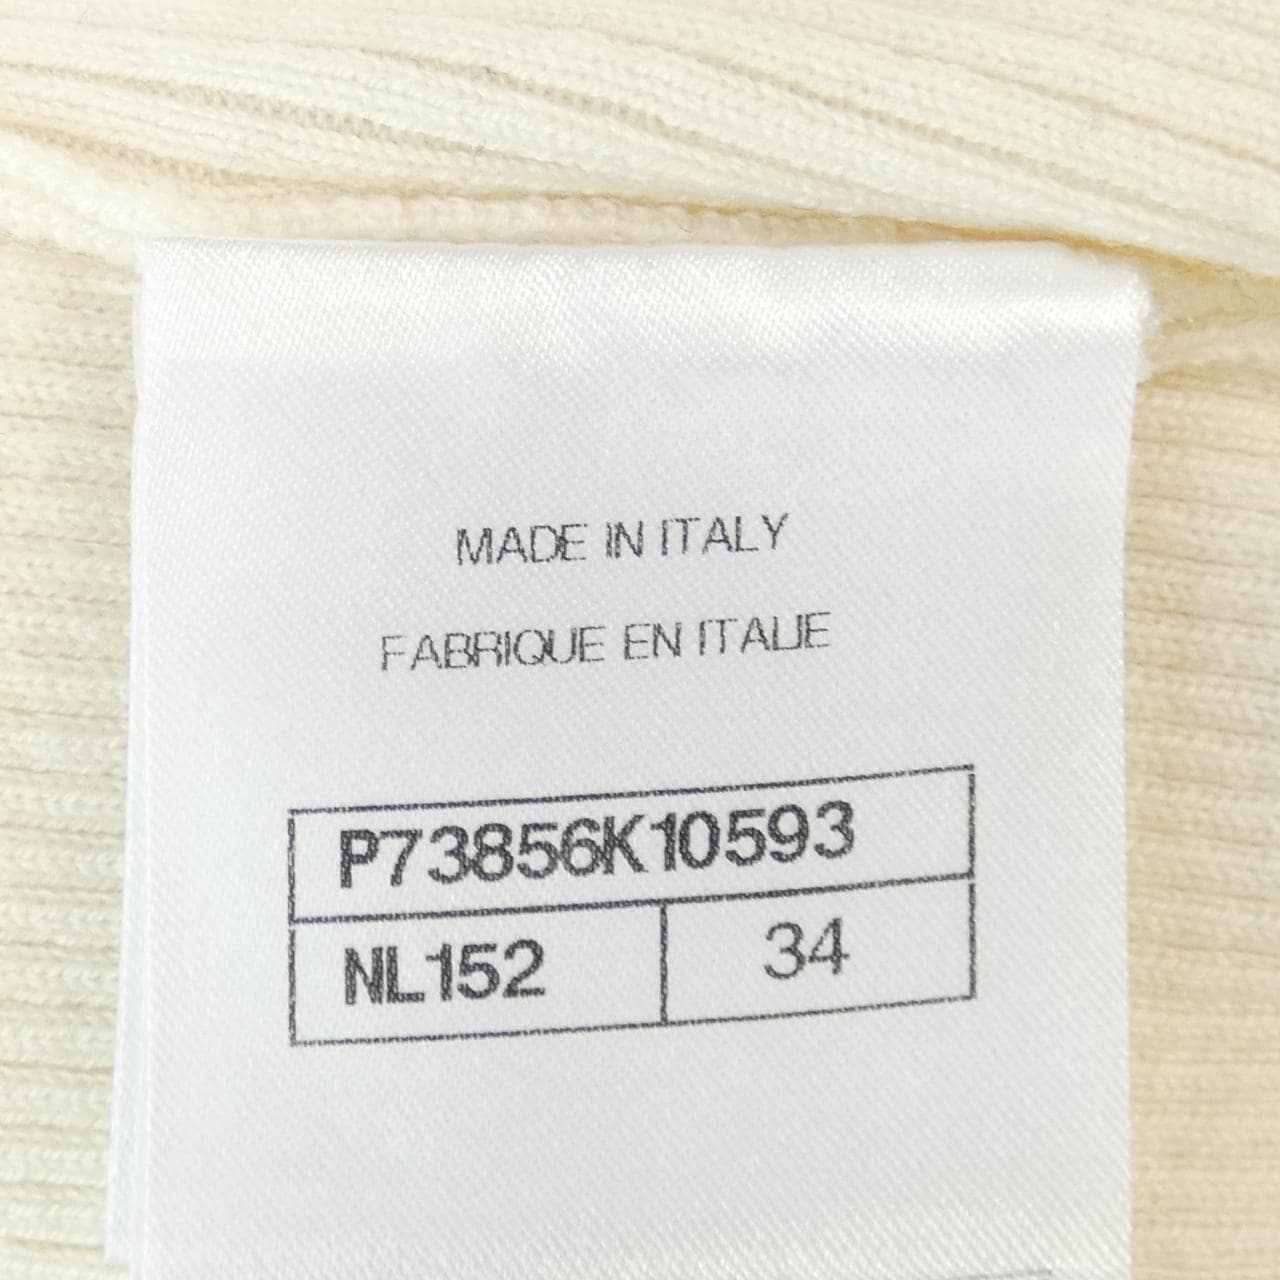 MADE IN ITALY
FABRIQUE EN ITALIE
P73856K10593
NL152 34